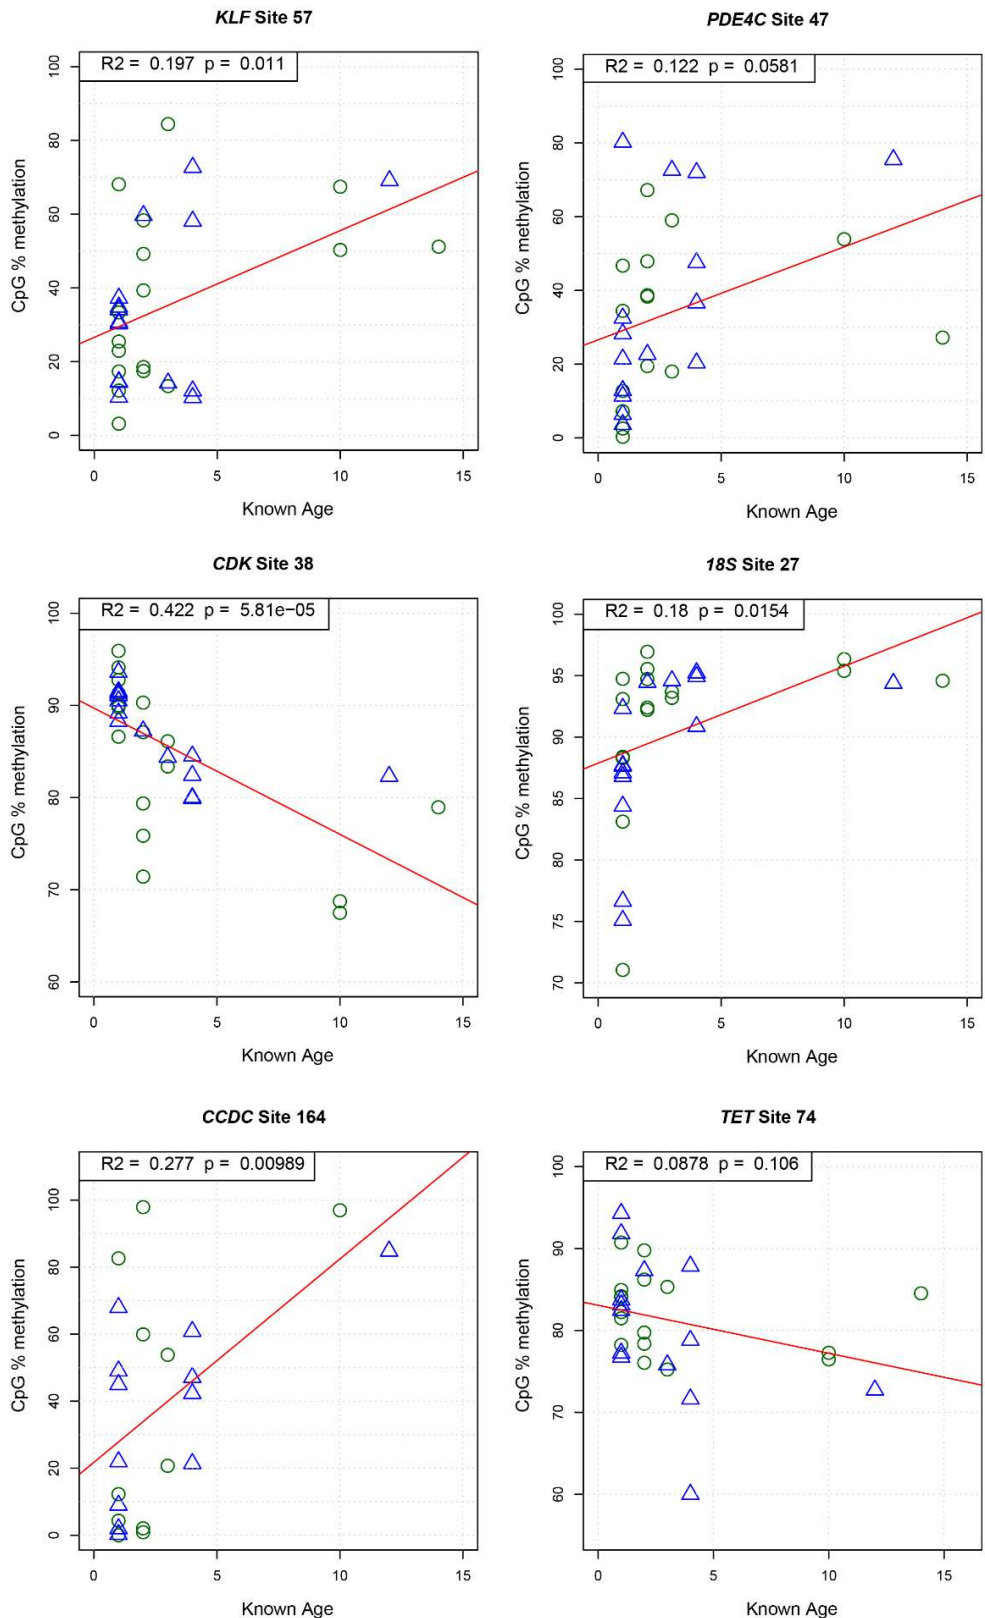 KLF Site 57
R2 = 0.197 p = 0.011
CpG % methylation
100
80
60
40
20
0
0 5 10 15
Known Age
PDE4C Site 47
R2 = 0.122 p = 0.0581
CpG % methylation
100
80
60
40
20
0
0 5 10 15
Known Age
CDK Site 38
R2 = 0.422 p = 5.81e−05
CpG % methylation
100
90
80
70
60
0 5 10 15
Known Age
18S Site 27
R2 = 0.18 p = 0.0154
CpG % methylation
100
95
90
85
80
75
70
0 5 10 15
Known Age
CCDC Site 164
R2 = 0.277 p = 0.00989
CpG % methylation
100
80
60
40
20
0
0 5 10 15
Known Age
TET Site 74
R2 = 0.0878 p = 0.106
CpG % methylation
100
90
80
70
60
0 5 10 15
Known Age